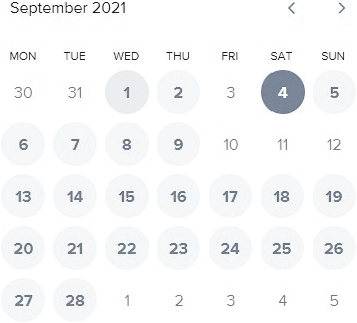 September 2021
MON TUE WED THU FRI SAT SUN
30 31 1 2 3 4 5
6 7 8 9 10 11 12
13 14 15 16 17 18 19
20 21 22 23 24 25 26
27 28 1 2 3 4 5